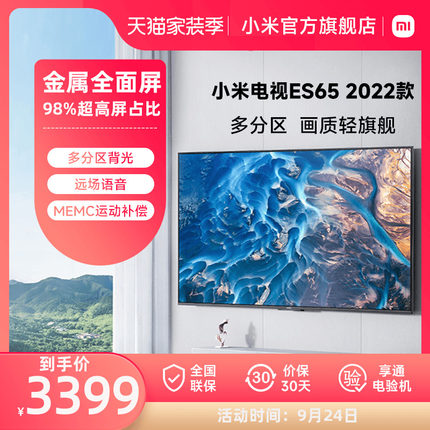 天猫家装季
小米官方旗舰店
mi
金属全面屏
98%超高屏占比
多分区背光
远场语音
MEMC运动补偿
小米电视ES65 2022款
多分区 画质轻旗舰
到手价
¥3399
全国
联保
30
价保
30天
验
享通
电验机
活动时间：9月24日